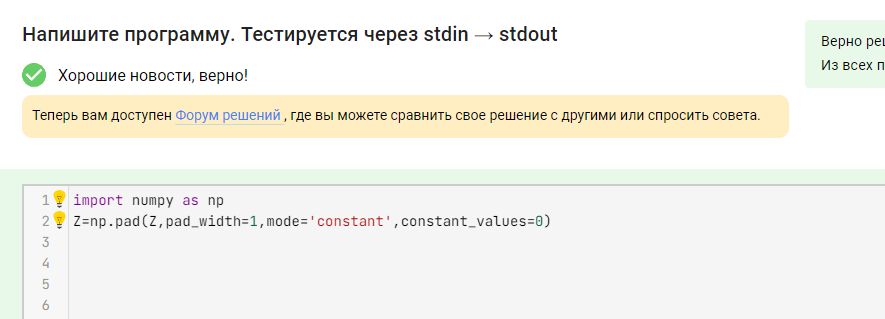 Напишите программу. Тестируется через stdin → stdout
Верно
Из всех
Хорошие новости, верно!
Теперь вам доступен Форум решений , где вы можете сравнить свое решение с другими или спросить совета.
1 import numpy as np
2 Z=np.pad(Z,pad_width=1,mode='constant',constant_values=0)
3
4
5
6